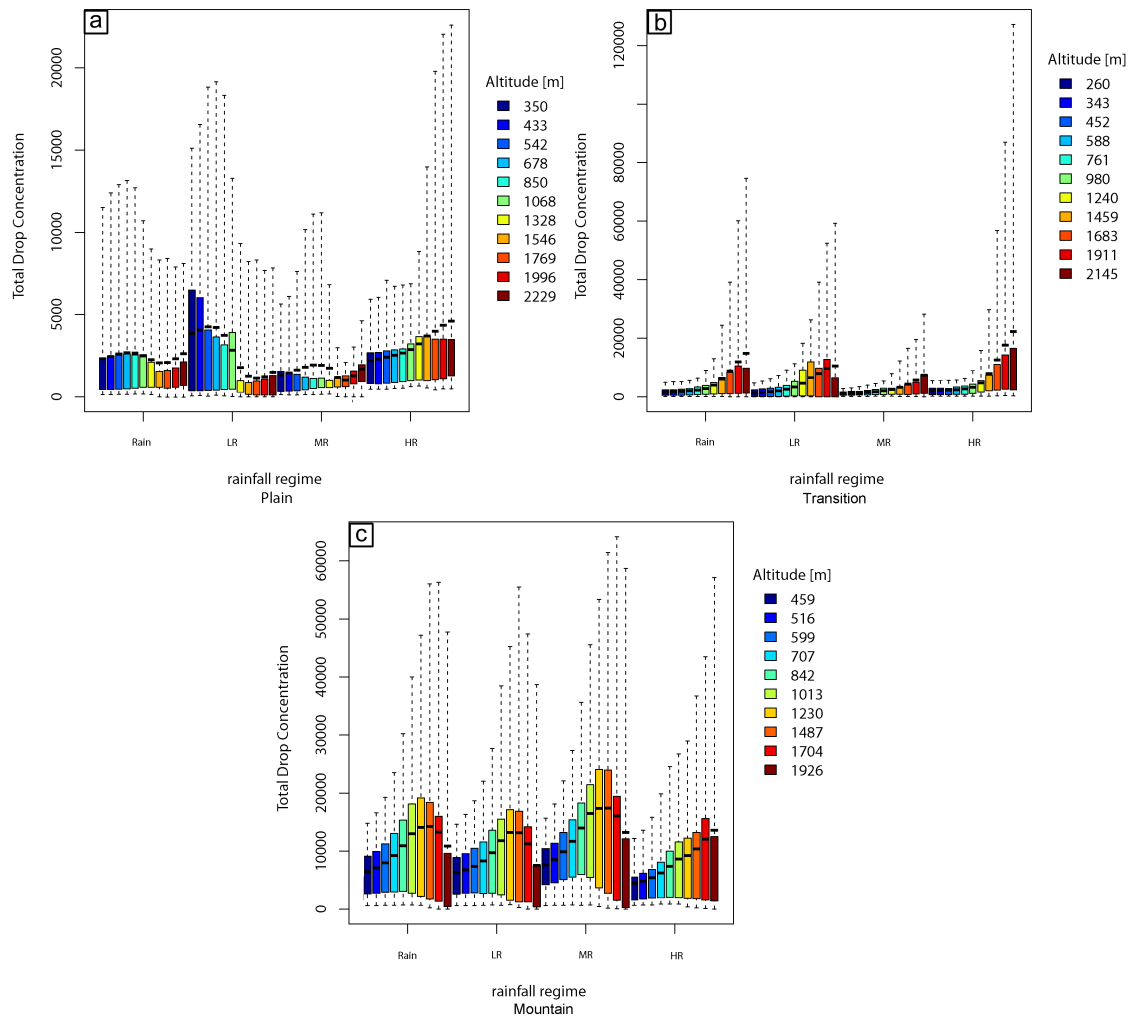 a
Total Drop Concentration
20000
15000
10000
5000
0
Rain
LR
MR
HR
rainfall regime
Plain
Altitude [m]
350
433
542
678
850
1068
1328
1546
1769
1996
2229
b
Total Drop Concentration
120000
80000
60000
40000
20000
0
Rain
LR
MR
HR
rainfall regime
Transition
Altitude [m]
260
343
452
588
761
980
1240
1459
1683
1911
2145
c
Total Drop Concentration
60000
50000
40000
30000
20000
10000
0
Rain
LR
MR
HR
rainfall regime
Mountain
Altitude [m]
459
516
599
707
842
1013
1230
1487
1704
1926